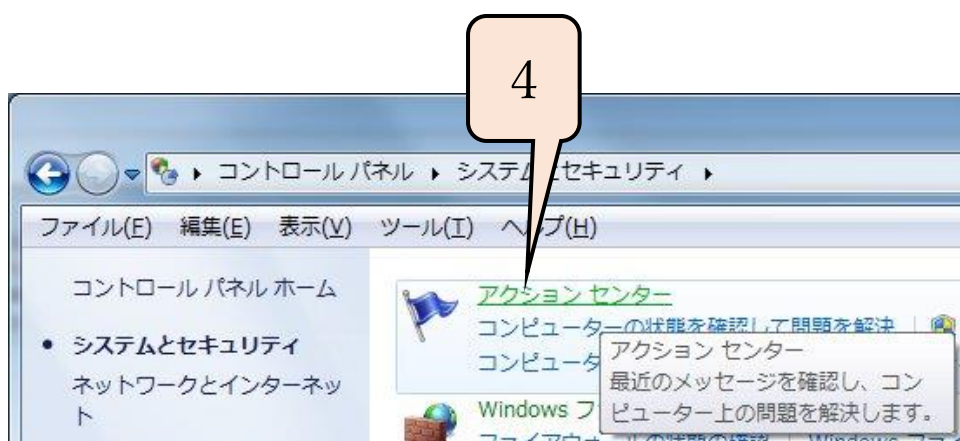 4
コントロール パネル ▸ システムとセキュリティ ▸
ファイル(F) 編集(E) 表示(V) ツール(T) ヘルプ(H)
コントロール パネル ホーム
システムとセキュリティ
ネットワークとインターネッ
ト
アクション センター
コンピューターの状態を確認して問題を解決
コンピュータ
アクション センター
最近のメッセージを確認し、コン
ピューター上の問題を解決します。
Windows フ